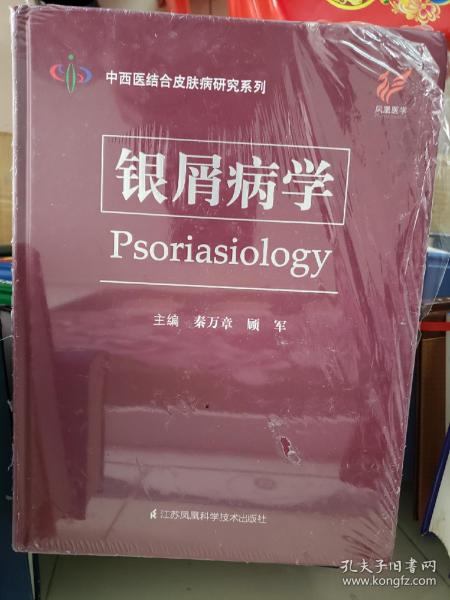 中西医结合皮肤病研究系列
凤凰医学
银屑病学
Psoriasiology
主编 秦万章 顾 军
江苏凤凰科学技术出版社
孔夫子旧书网
www.kongfz.com